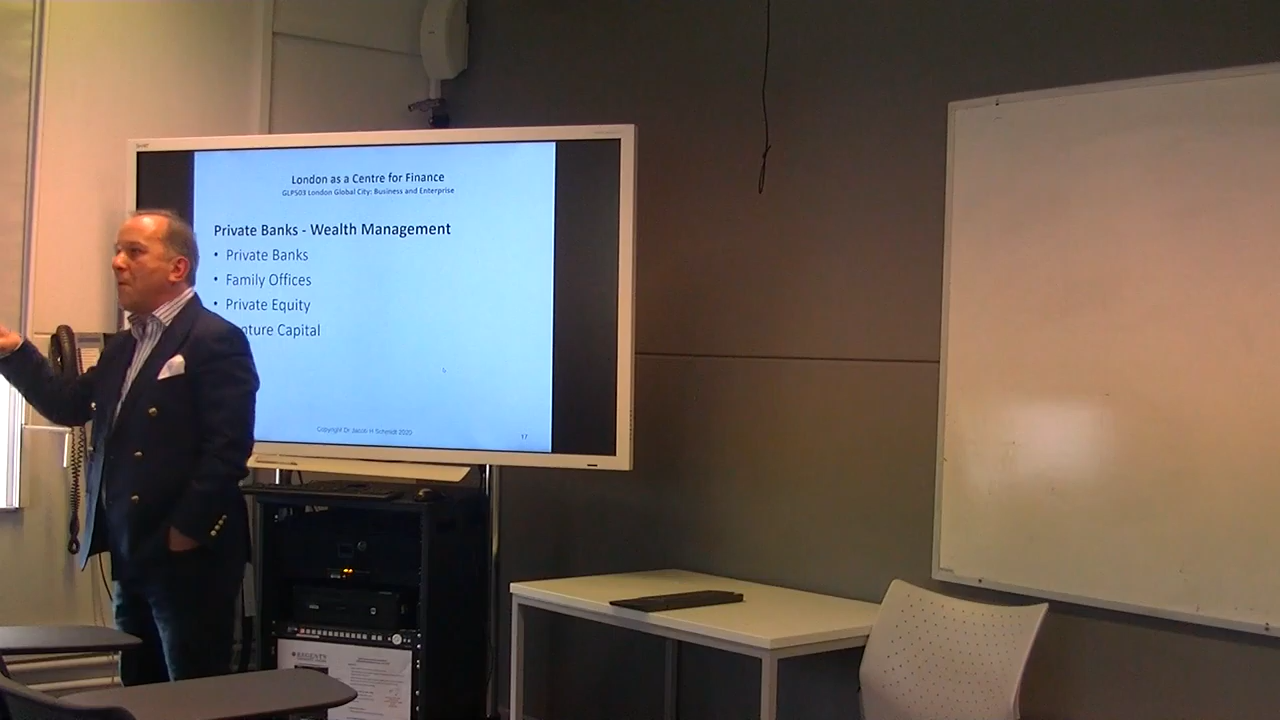 London as a Centre for Finance
GLP503 London Global City: Business and Enterprise
Private Banks - Wealth Management
• Private Banks
• Family Offices
• Private Equity
nture Capital
Copyright Dr Jacob H Schmidt 2020
17